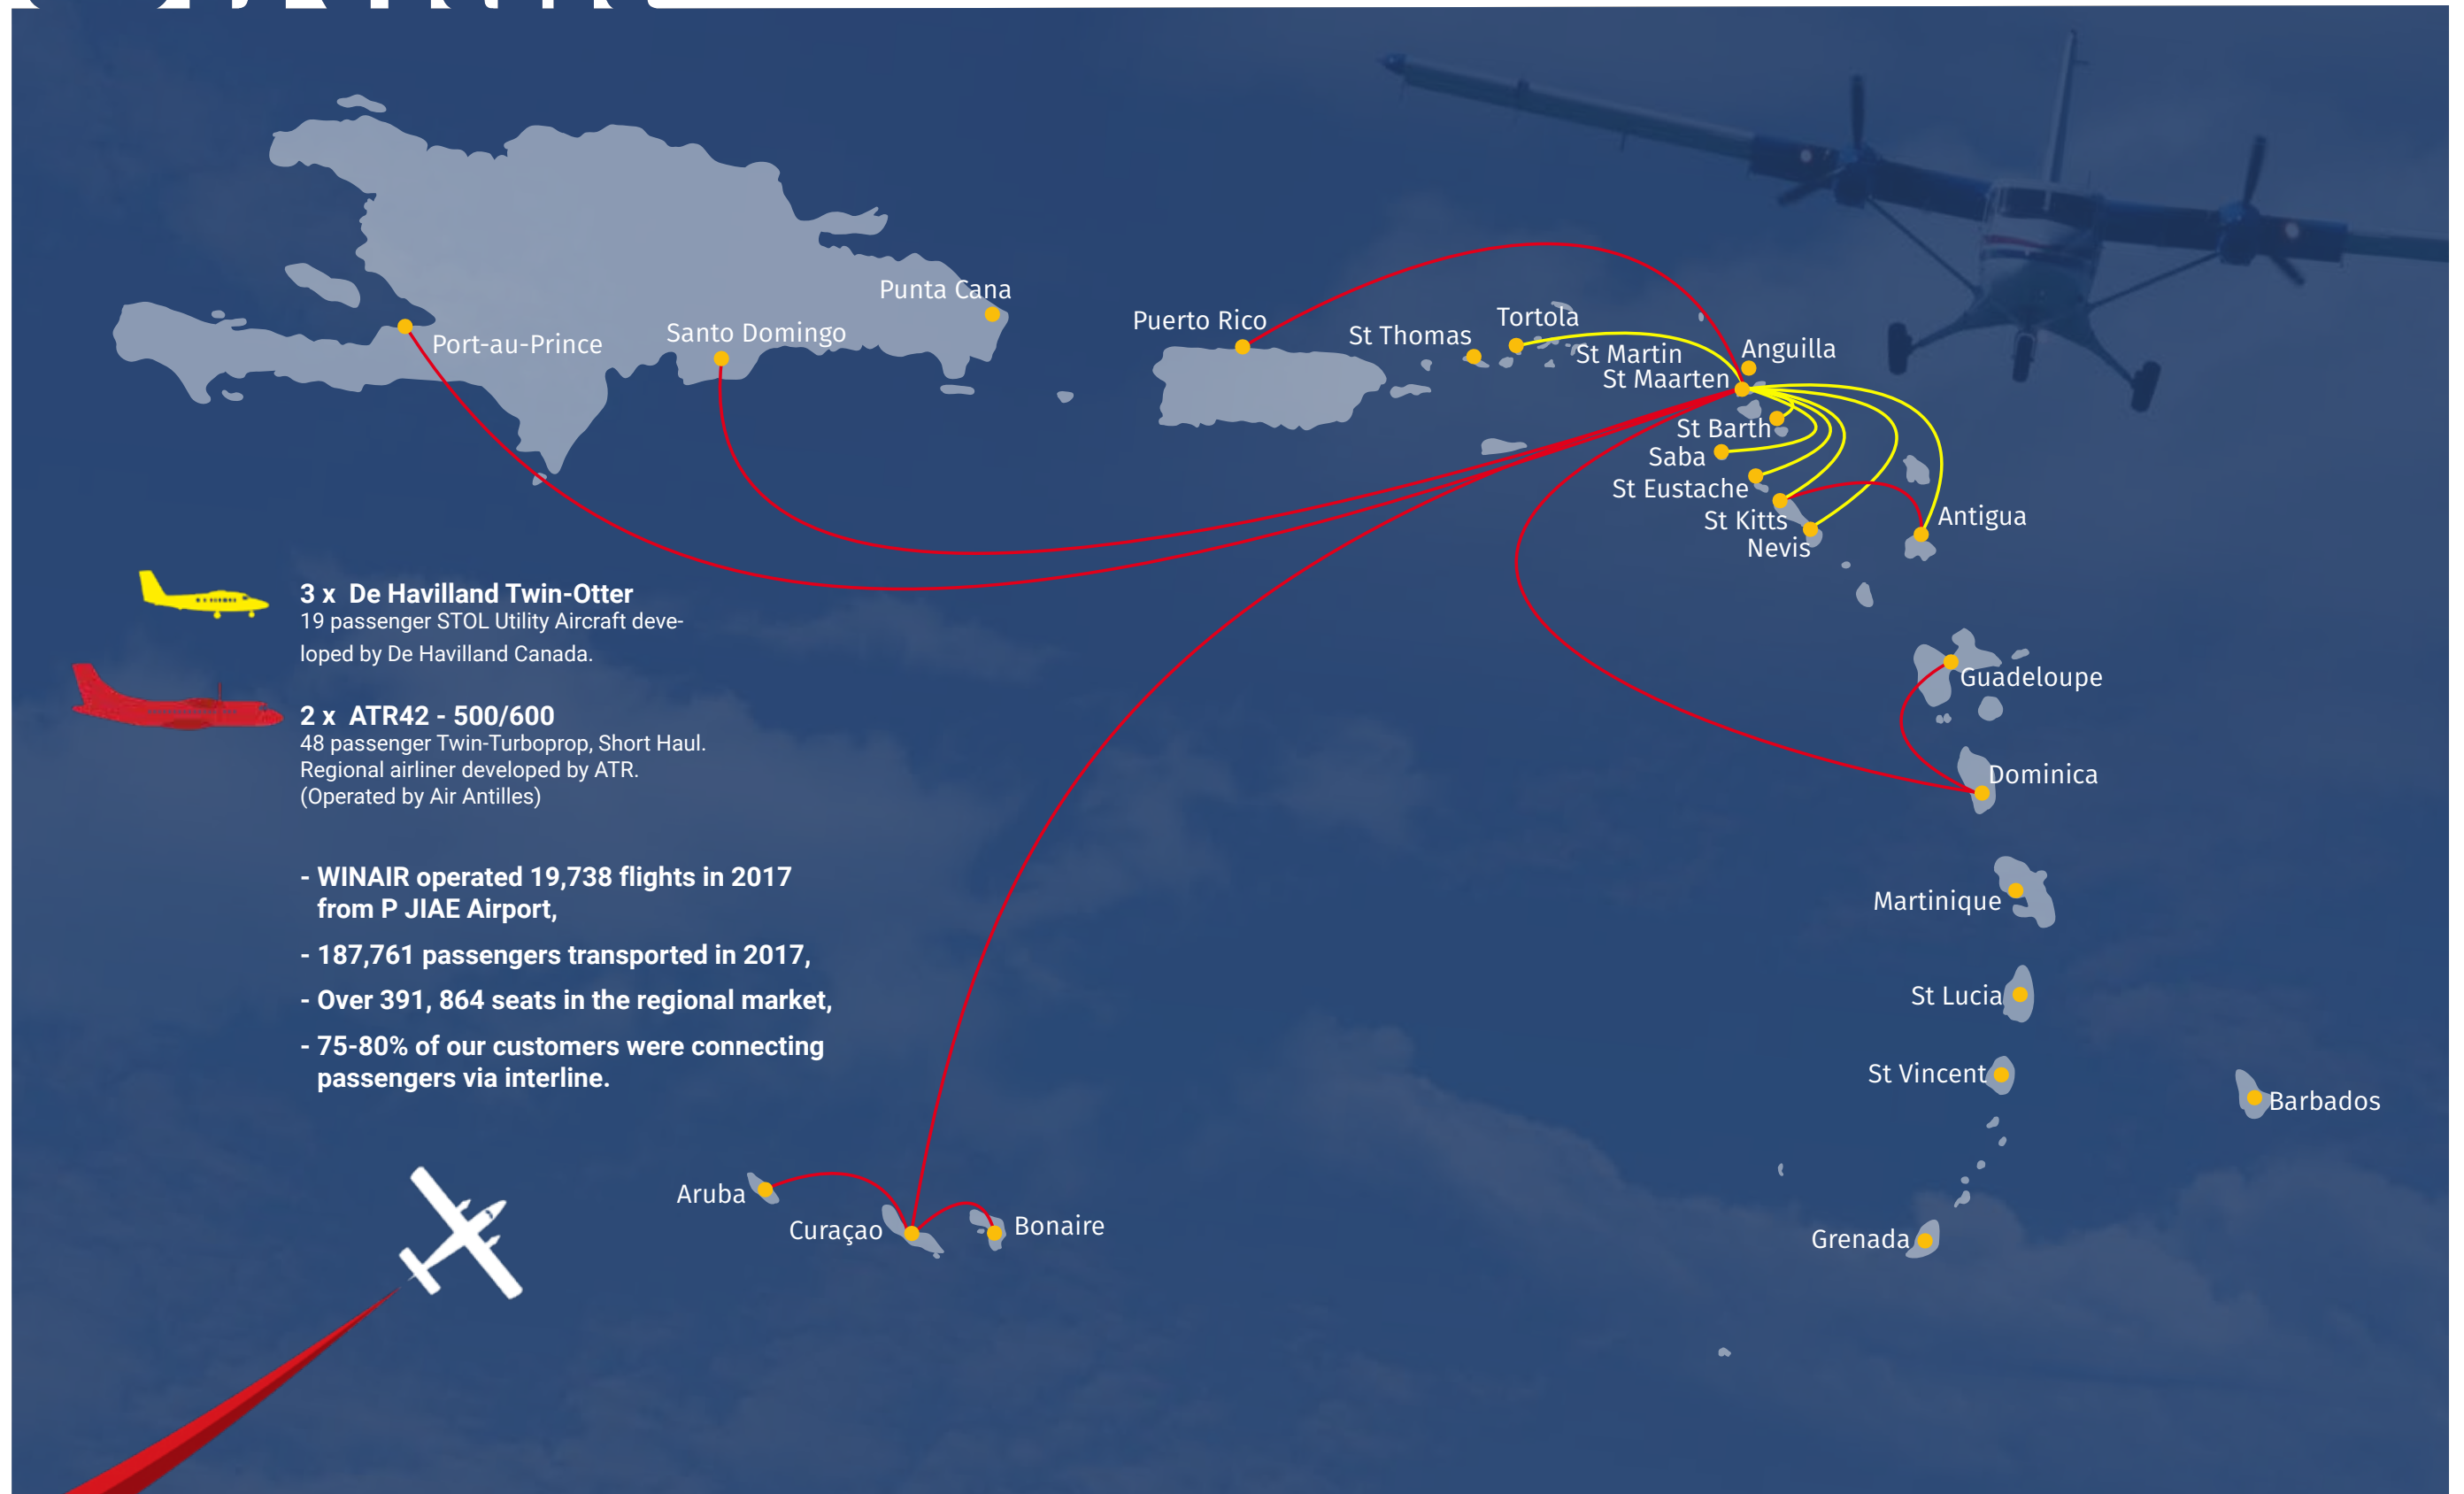 Punta Cana
Port-au-Prince
Santo Domingo
Puerto Rico
St Thomas
Tortola
St Martin
St Maarten
Anguilla
St Barth
Saba
St Eustache
St Kitts
Nevis
Antigua
3 x De Havilland Twin-Otter
19 passenger STOL Utility Aircraft deve-
loped by De Havilland Canada.
2 x ATR42 - 500/600
48 passenger Twin-Turboprop, Short Haul.
Regional airliner developed by ATR.
(Operated by Air Antilles)
- WINAIR operated 19,738 flights in 2017
from P JIAE Airport,
- 187,761 passengers transported in 2017,
- Over 391, 864 seats in the regional market,
- 75-80% of our customers were connecting
passengers via interline.
Guadeloupe
Dominica
Martinique
St Lucia
St Vincent
Barbados
Grenada
Aruba
Curaçao
Bonaire